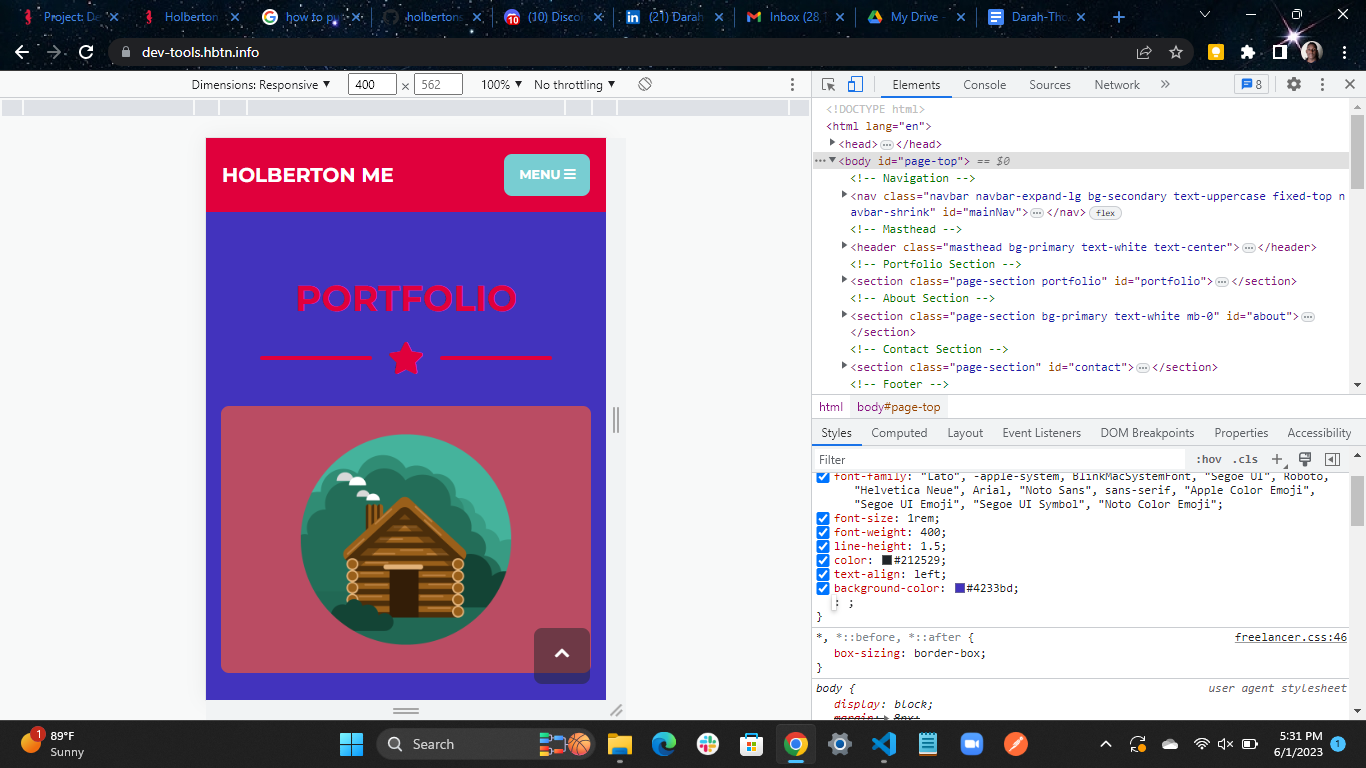 Project: De
Holberton
how to pu
holbertons
(10) Disco
(21) Darah
Inbox (28,1
My Drive
Darah-Tho
dev-tools.hbtn.info
Dimensions: Responsive ▼ 400 × 562 100% ▼ No throttling ▼
Elements Console Sources Network » 8
<!DOCTYPE html>
<html lang="en">
<head>…</head>
<body id="page-top"> == $0
<!-- Navigation -->
<nav class="navbar navbar-expand-lg bg-secondary text-uppercase fixed-top n
avbar-shrink" id="mainNav">…</nav> flex
<!-- Masthead -->
<header class="masthead bg-primary text-white text-center">…</header>
<!-- Portfolio Section -->
<section class="page-section portfolio" id="portfolio">…</section>
<!-- About Section -->
<section class="page-section bg-primary text-white mb-0" id="about">…
</section>
<!-- Contact Section -->
<section class="page-section" id="contact">…</section>
<!-- Footer -->
html body#page-top
Styles Computed Layout Event Listeners DOM Breakpoints Properties Accessibility
Filter :hov .cls +
font-family: "Lato", -apple-system, BlinkMacSystemFont, "Segoe UI", Roboto,
"Helvetica Neue", Arial, "Noto Sans", sans-serif, "Apple Color Emoji",
"Segoe UI Emoji", "Segoe UI Symbol", "Noto Color Emoji";
font-size: 1rem;
font-weight: 400;
line-height: 1.5;
color: #212529;
text-align: left;
background-color: #4233bd;
: ;
}
*, *::before, *::after { freelancer.css:46
box-sizing: border-box;
}
body { user agent stylesheet
display: block;
margin: 8px;
HOLBERTON ME
MENU
PORTFOLIO
1
89°F
Sunny
Search
5:31 PM
6/1/2023
1